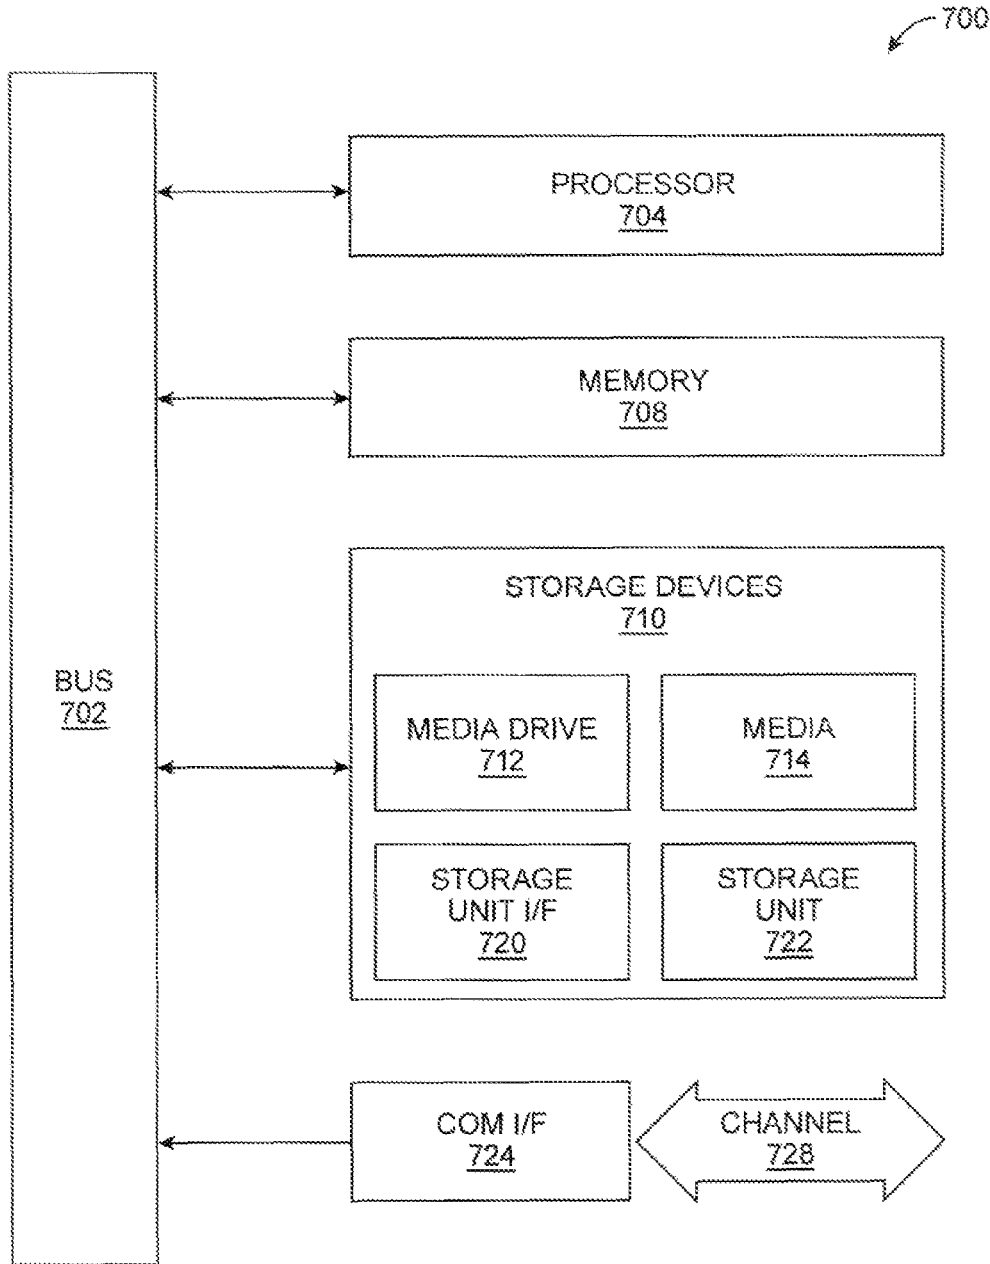 700
PROCESSOR
704
MEMORY
708
STORAGE DEVICES
710
BUS
702
MEDIA DRIVE
712
MEDIA
714
STORAGE
UNIT I/F
720
STORAGE
UNIT
722
COM I/F
724
CHANNEL
728